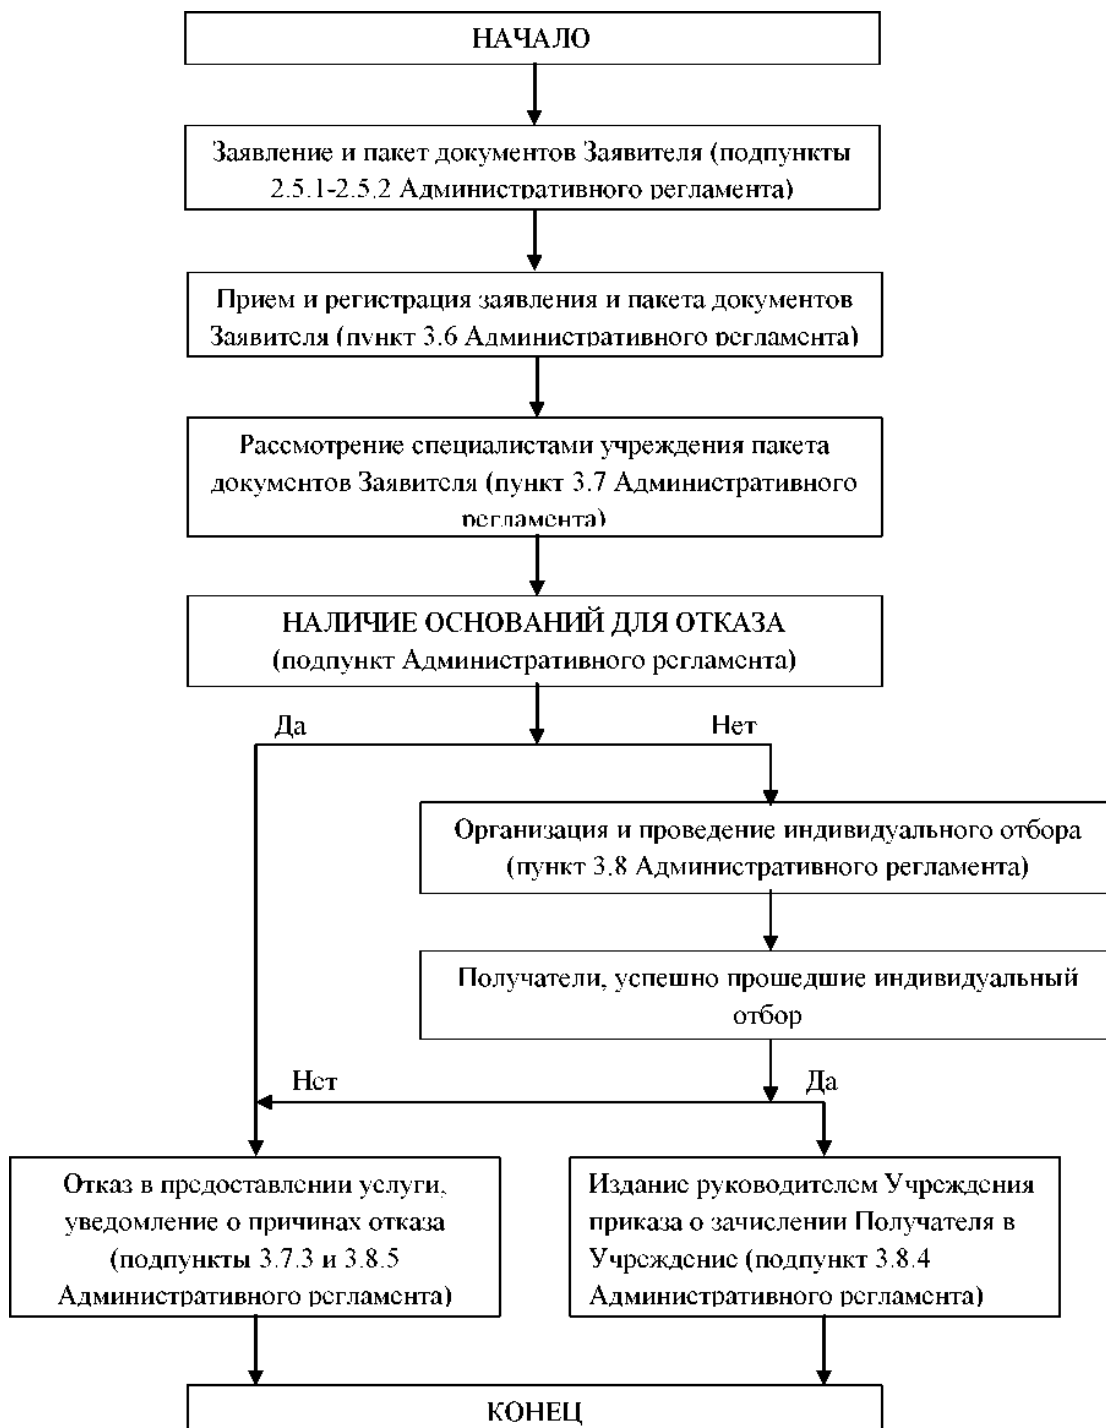 НАЧАЛО
Заявление и пакет документов Заявителя (подпункты
2.5.1-2.5.2 Административного регламента)
Прием и регистрация заявления и пакета документов
Заявителя (пункт 3.6 Административного регламента)
Рассмотрение специалистами учреждения пакета
документов Заявителя (пункт 3.7 Административного
регламента)
НАЛИЧИЕ ОСНОВАНИЙ ДЛЯ ОТКАЗА
(подпункт Административного регламента)
Да
Нет
Организация и проведение индивидуального отбора
(пункт 3.8 Административного регламента)
Получатели, успешно прошедшие индивидуальный
отбор
Нет
Да
Отказ в предоставлении услуги,
уведомление о причинах отказа
(подпункты 3.7.3 и 3.8.5
Административного регламента)
Издание руководителем Учреждения
приказа о зачислении Получателя в
Учреждение (подпункт 3.8.4
Административного регламента)
КОНЕЦ